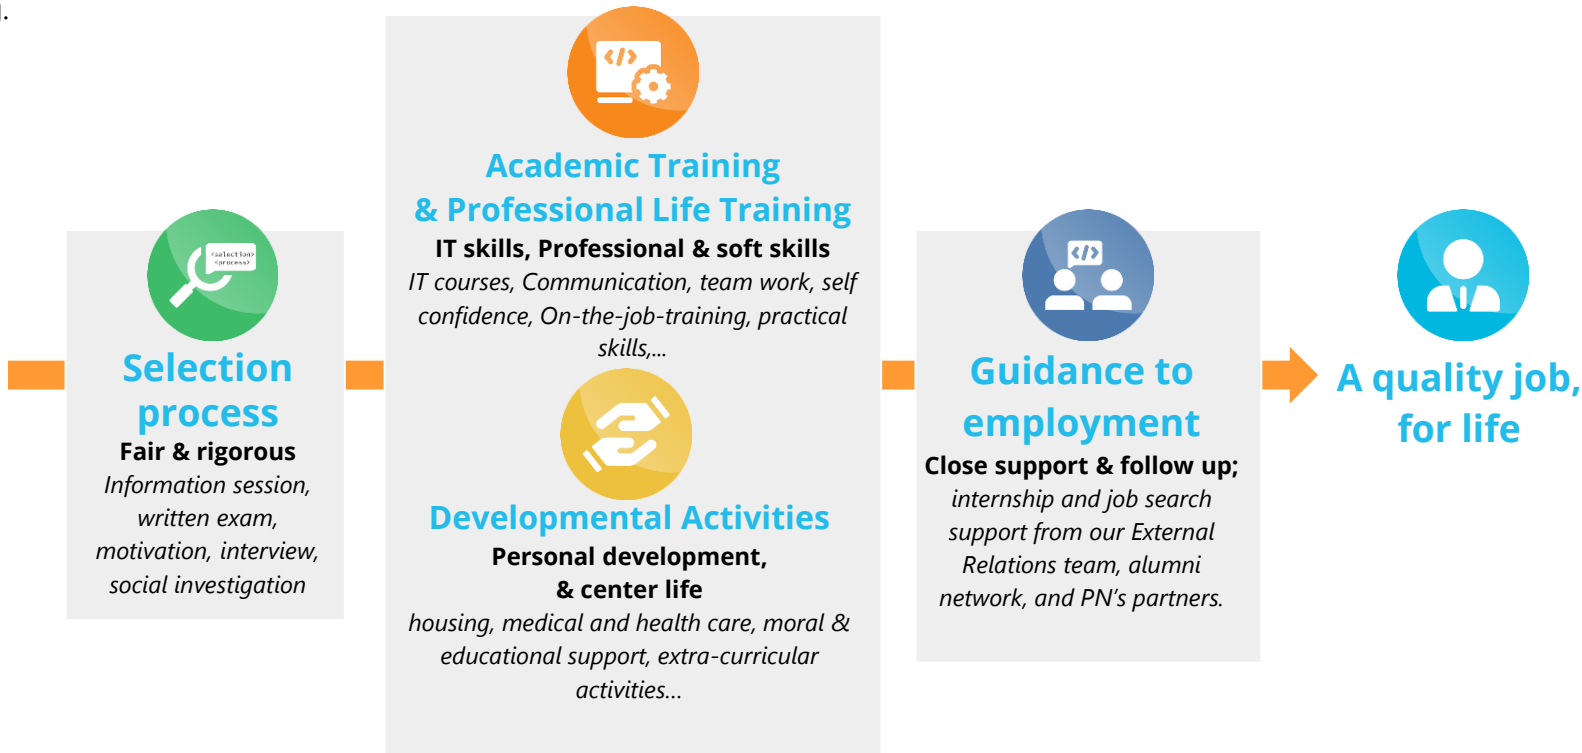 <selection>
<process>
Selection
process
Fair & rigorous
Information session,
written exam,
motivation, interview,
social investigation
</>
Academic Training
& Professional Life Training
IT skills, Professional & soft skills
IT courses, Communication, team work, self
confidence, On-the-job-training, practical
skills,...
Developmental Activities
Personal development,
& center life
housing, medical and health care, moral &
educational support, extra-curricular
activities...
</>
Guidance to
employment
Close support & follow up;
internship and job search
support from our External
Relations team, alumni
network, and PN’s partners.
A quality job,
for life